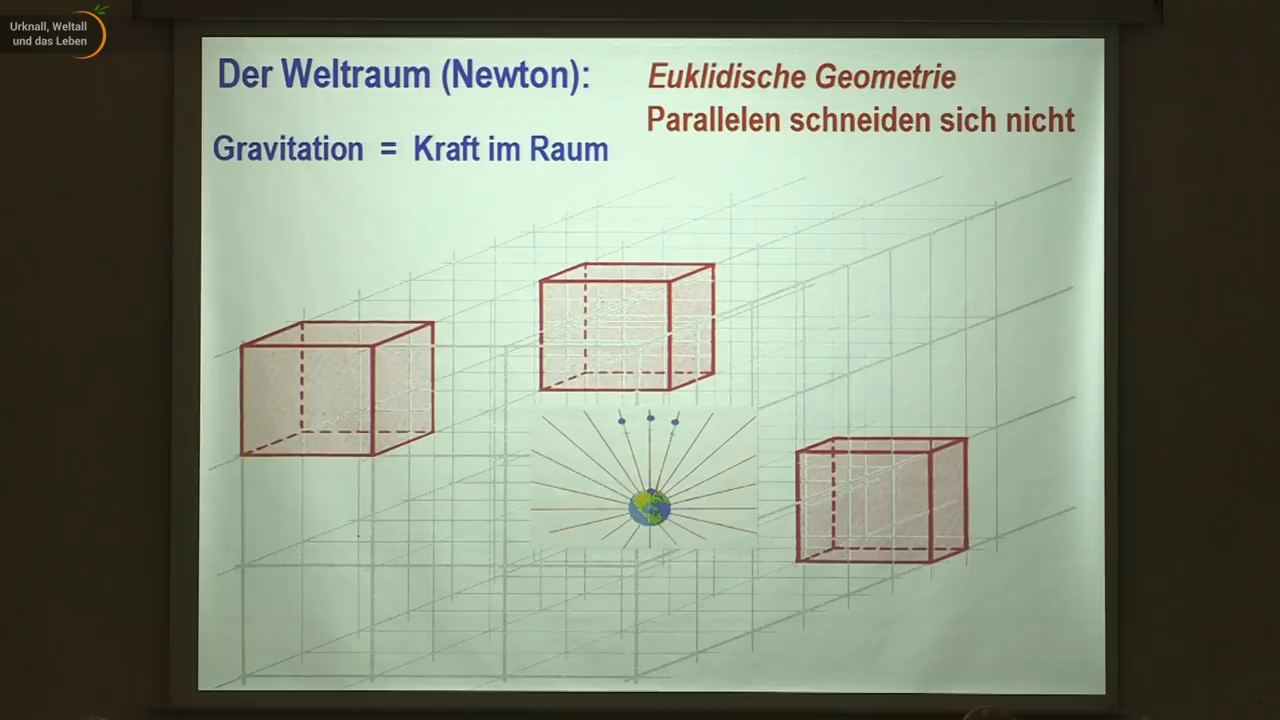 Urknall, Weltall
und das Leben
Der Weltraum (Newton):
Euklidische Geometrie
Parallelen schneiden sich nicht
Gravitation = Kraft im Raum